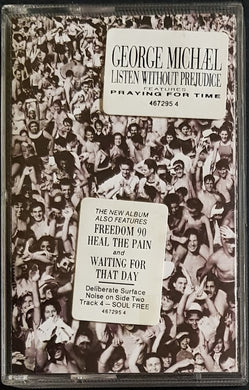 GEORGE MICHÆL
LISTEN WITHOUT PREJUDICE
FEATURES
PRAYING FOR TIME
467295 4
THE NEW ALBUM
ALSO FEATURES
FREEDOM 90
HEAL THE PAIN
and
WAITING FOR
THAT DAY
Deliberate Surface
Noise on Side Two
Track 4 – SOUL FREE
467295 4